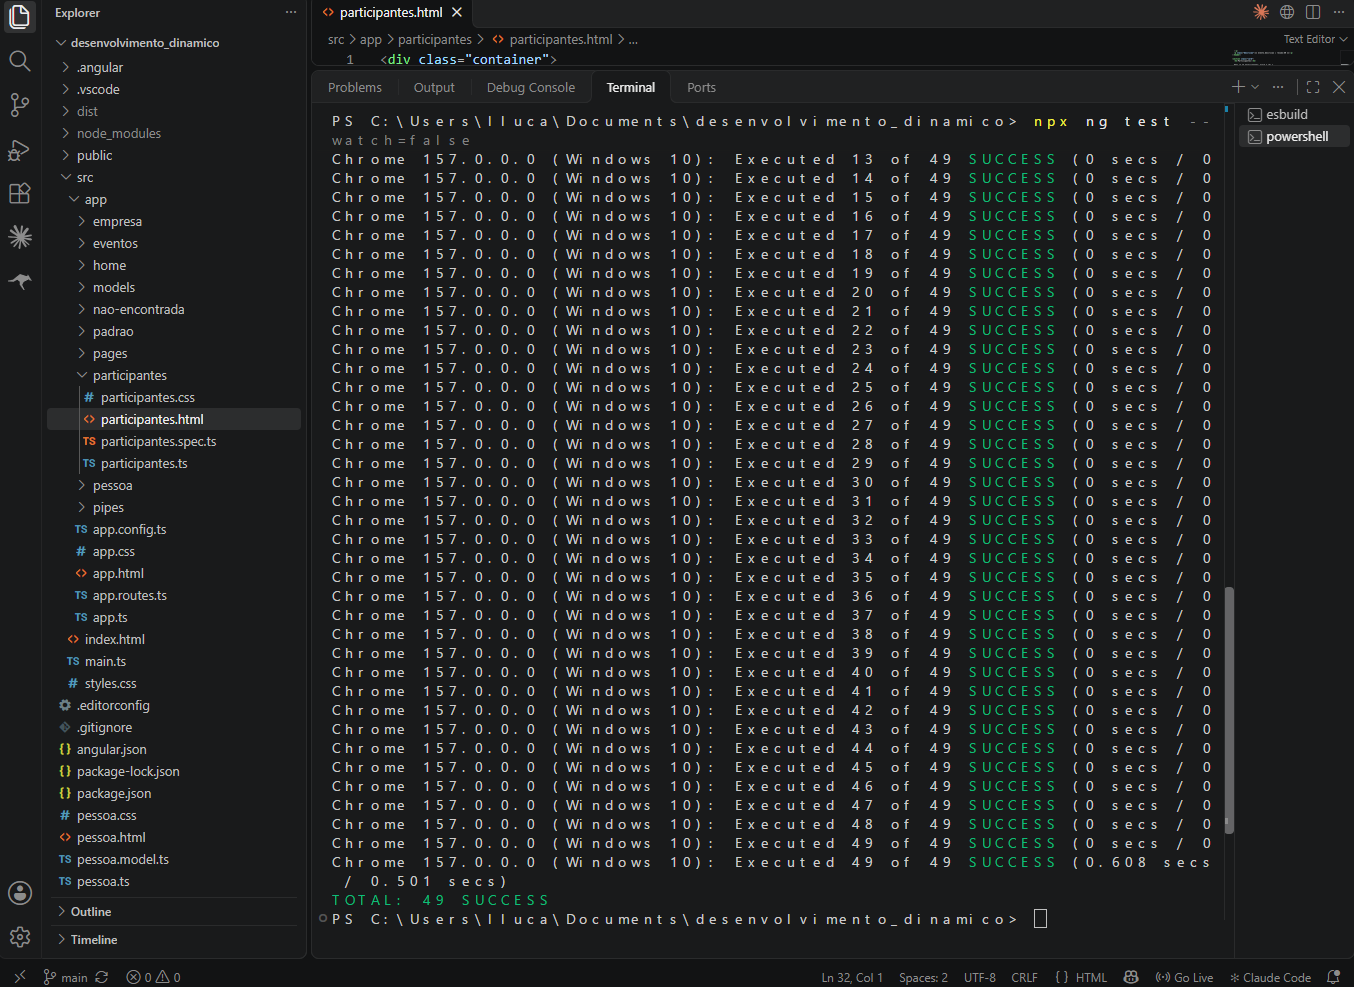 Explorer
desenvolvimento_dinamico
.angular
.vscode
dist
node_modules
public
src
app
empresa
eventos
home
models
nao-encontrada
padrao
pages
participantes
# participantes.css
<> participantes.html
TS participantes.spec.ts
TS participantes.ts
pessoa
pipes
TS app.config.ts
# app.css
<> app.html
TS app.routes.ts
TS app.ts
<> index.html
TS main.ts
# styles.css
.editorconfig
.gitignore
{} angular.json
{} package-lock.json
{} package.json
# pessoa.css
<> pessoa.html
TS pessoa.model.ts
TS pessoa.ts
Outline
Timeline
<> participantes.html
src > app > participantes > <> participantes.html > ...
Text Editor
1 <div class="container">
Problems Output Debug Console Terminal Ports
PS C:\Users\lluca\Documents\desenvolvimento_dinamico> npx ng test --
watch=false
Chrome 157.0.0.0 (Windows 10): Executed 13 of 49 SUCCESS (0 secs / 0
Chrome 157.0.0.0 (Windows 10): Executed 14 of 49 SUCCESS (0 secs / 0
Chrome 157.0.0.0 (Windows 10): Executed 15 of 49 SUCCESS (0 secs / 0
Chrome 157.0.0.0 (Windows 10): Executed 16 of 49 SUCCESS (0 secs / 0
Chrome 157.0.0.0 (Windows 10): Executed 17 of 49 SUCCESS (0 secs / 0
Chrome 157.0.0.0 (Windows 10): Executed 18 of 49 SUCCESS (0 secs / 0
Chrome 157.0.0.0 (Windows 10): Executed 19 of 49 SUCCESS (0 secs / 0
Chrome 157.0.0.0 (Windows 10): Executed 20 of 49 SUCCESS (0 secs / 0
Chrome 157.0.0.0 (Windows 10): Executed 21 of 49 SUCCESS (0 secs / 0
Chrome 157.0.0.0 (Windows 10): Executed 22 of 49 SUCCESS (0 secs / 0
Chrome 157.0.0.0 (Windows 10): Executed 23 of 49 SUCCESS (0 secs / 0
Chrome 157.0.0.0 (Windows 10): Executed 24 of 49 SUCCESS (0 secs / 0
Chrome 157.0.0.0 (Windows 10): Executed 25 of 49 SUCCESS (0 secs / 0
Chrome 157.0.0.0 (Windows 10): Executed 26 of 49 SUCCESS (0 secs / 0
Chrome 157.0.0.0 (Windows 10): Executed 27 of 49 SUCCESS (0 secs / 0
Chrome 157.0.0.0 (Windows 10): Executed 28 of 49 SUCCESS (0 secs / 0
Chrome 157.0.0.0 (Windows 10): Executed 29 of 49 SUCCESS (0 secs / 0
Chrome 157.0.0.0 (Windows 10): Executed 30 of 49 SUCCESS (0 secs / 0
Chrome 157.0.0.0 (Windows 10): Executed 31 of 49 SUCCESS (0 secs / 0
Chrome 157.0.0.0 (Windows 10): Executed 32 of 49 SUCCESS (0 secs / 0
Chrome 157.0.0.0 (Windows 10): Executed 33 of 49 SUCCESS (0 secs / 0
Chrome 157.0.0.0 (Windows 10): Executed 34 of 49 SUCCESS (0 secs / 0
Chrome 157.0.0.0 (Windows 10): Executed 35 of 49 SUCCESS (0 secs / 0
Chrome 157.0.0.0 (Windows 10): Executed 36 of 49 SUCCESS (0 secs / 0
Chrome 157.0.0.0 (Windows 10): Executed 37 of 49 SUCCESS (0 secs / 0
Chrome 157.0.0.0 (Windows 10): Executed 38 of 49 SUCCESS (0 secs / 0
Chrome 157.0.0.0 (Windows 10): Executed 39 of 49 SUCCESS (0 secs / 0
Chrome 157.0.0.0 (Windows 10): Executed 40 of 49 SUCCESS (0 secs / 0
Chrome 157.0.0.0 (Windows 10): Executed 41 of 49 SUCCESS (0 secs / 0
Chrome 157.0.0.0 (Windows 10): Executed 42 of 49 SUCCESS (0 secs / 0
Chrome 157.0.0.0 (Windows 10): Executed 43 of 49 SUCCESS (0 secs / 0
Chrome 157.0.0.0 (Windows 10): Executed 44 of 49 SUCCESS (0 secs / 0
Chrome 157.0.0.0 (Windows 10): Executed 45 of 49 SUCCESS (0 secs / 0
Chrome 157.0.0.0 (Windows 10): Executed 46 of 49 SUCCESS (0 secs / 0
Chrome 157.0.0.0 (Windows 10): Executed 47 of 49 SUCCESS (0 secs / 0
Chrome 157.0.0.0 (Windows 10): Executed 48 of 49 SUCCESS (0 secs / 0
Chrome 157.0.0.0 (Windows 10): Executed 49 of 49 SUCCESS (0 secs / 0
Chrome 157.0.0.0 (Windows 10): Executed 49 of 49 SUCCESS (0.608 secs
/ 0.501 secs)
TOTAL: 49 SUCCESS
PS C:\Users\lluca\Documents\desenvolvimento_dinamico>
esbuild
powershell
main 0 0 Ln 32, Col 1 Spaces: 2 UTF-8 CRLF {} HTML Go Live Claude Code